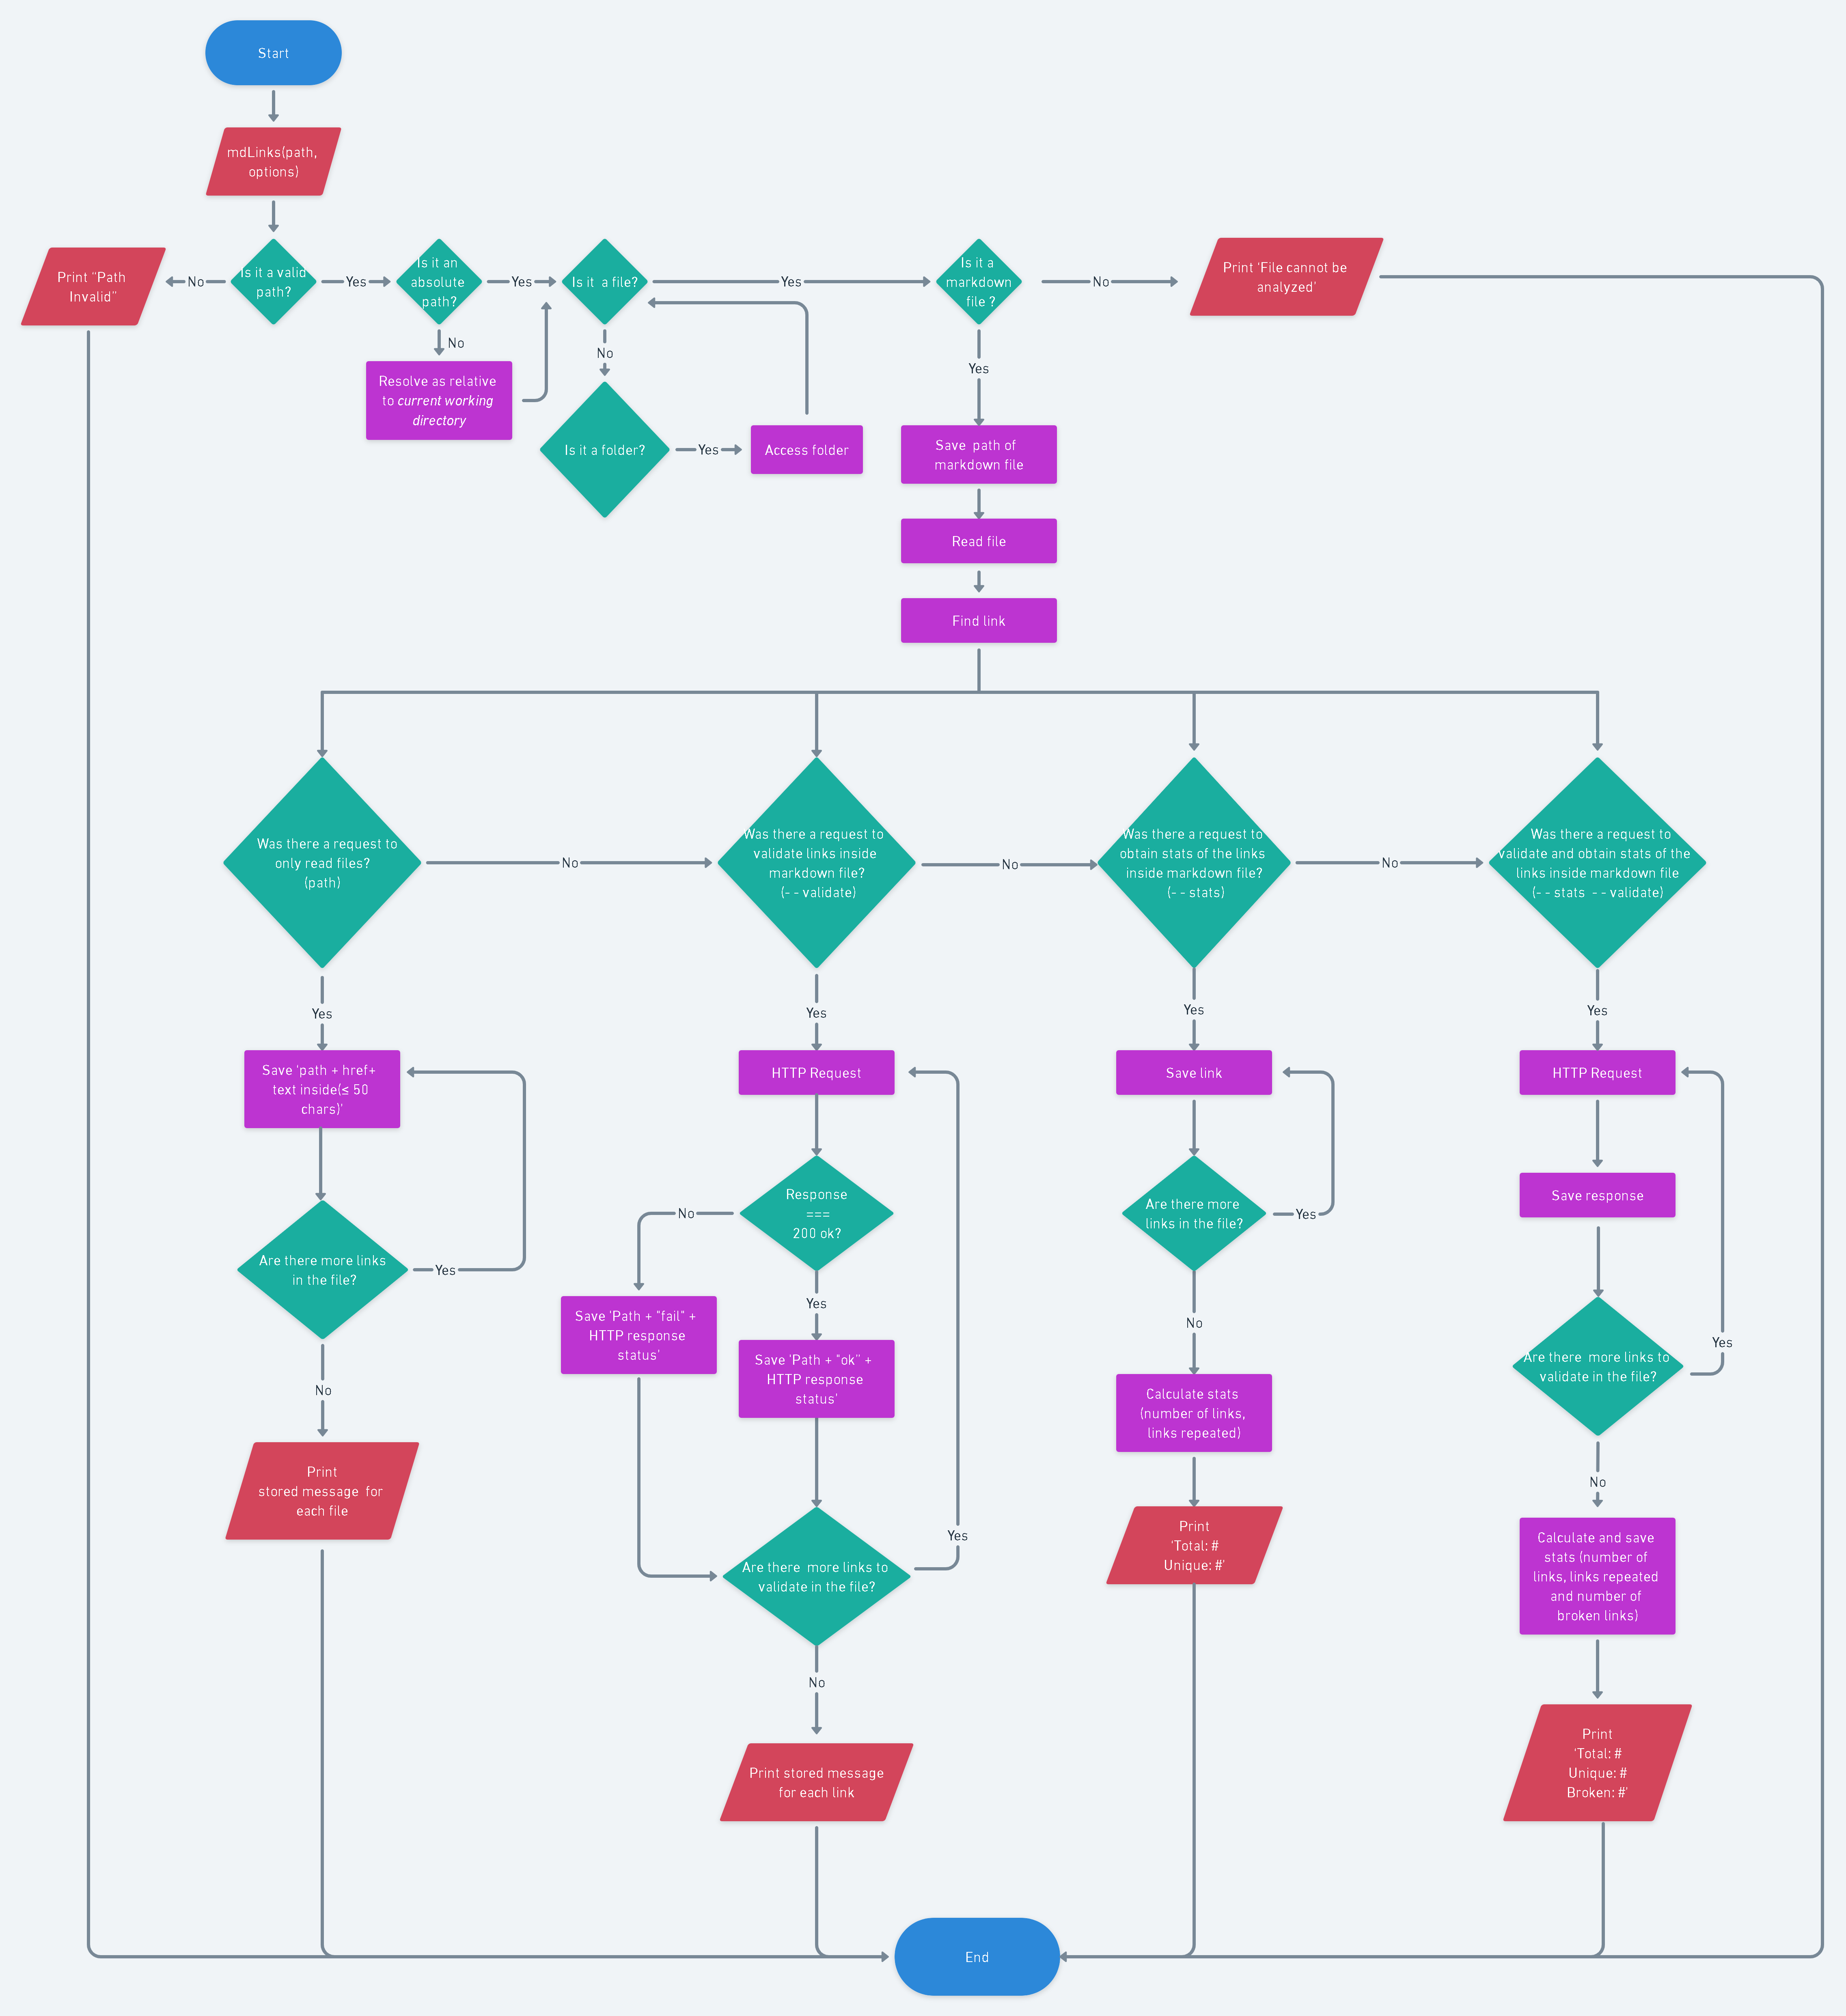 Start
mdLinks(path,
options)
Print “Path
Invalid”
No
Is it a valid
path?
Yes
Is it an
absolute
path?
Yes
Is it  a file?
Yes
Is it a
markdown
file ?
No
Print ‘File cannot be
analyzed’
No
Resolve as relative
to current working
directory
No
Is it a folder?
Yes
Access folder
Yes
Save  path of
markdown file
Read file
Find link
Was there a request to
only read files?
(path)
No
Was there a request to
validate links inside
markdown file?
(- - validate)
No
Was there a request to
obtain stats of the links
inside markdown file?
(- - stats)
No
Was there a request to
validate and obtain stats of the
links inside markdown file
(- - stats  - - validate)
Yes
Save ‘path + href+
text inside(≤ 50
chars)’
Are there more links
in the file?
Yes
No
Print
stored message  for
each file
Yes
HTTP Request
Response
===
200 ok?
No
Save ‘Path + "fail" +
HTTP response
status’
Yes
Save ‘Path + "ok” +
HTTP response
status’
Are there  more links to
validate in the file?
Yes
No
Print stored message
for each link
Yes
Save link
Are there more
links in the file?
Yes
No
Calculate stats
(number of links,
links repeated)
Print
‘Total: #
Unique: #’
Yes
HTTP Request
Save response
Are there  more links to
validate in the file?
Yes
No
Calculate and save
stats (number of
links, links repeated
and number of
broken links)
Print
‘Total: #
Unique: #
Broken: #’
End